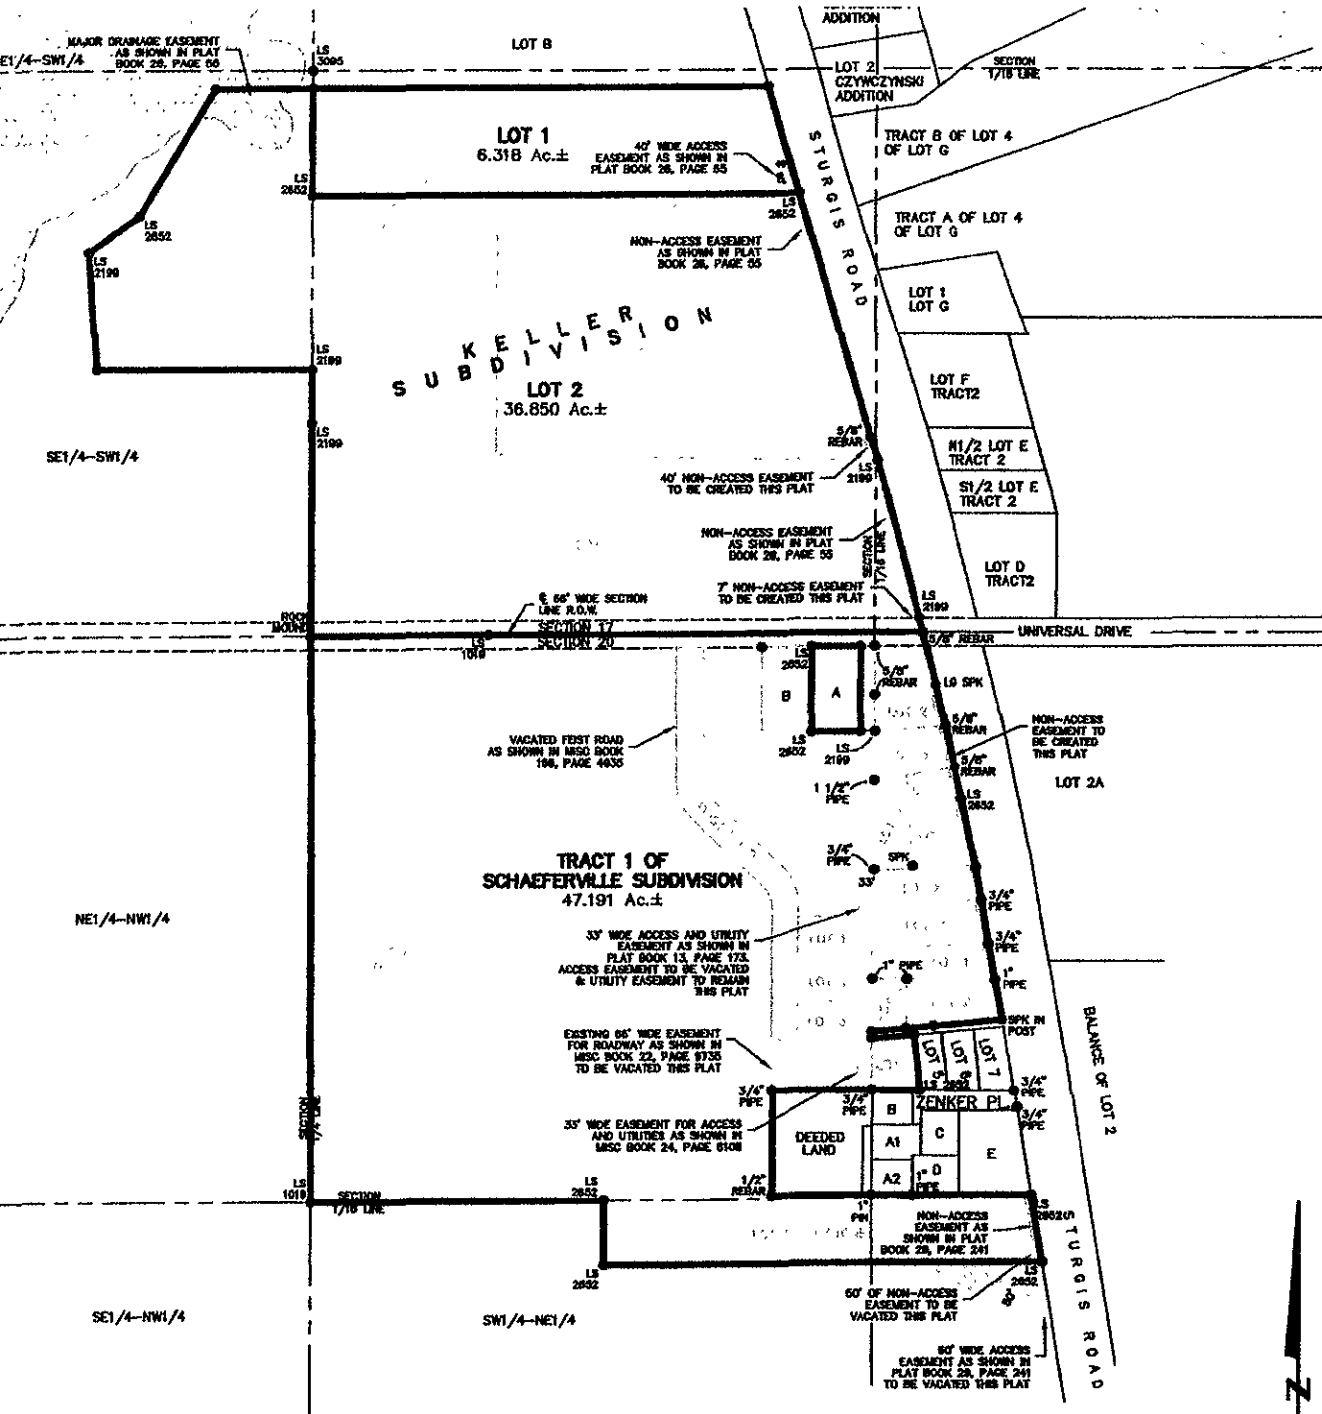 MAJOR DRAINAGE EASEMENT
AS SHOWN IN PLAT
BOOK 26, PAGE 55
E1/4-SW1/4
LS
3095
LOT B
ADDITION
LOT 2
CZYWCZYNSKI
ADDITION
SECTION
1/16 LINE
LOT 1
6.318 Ac.±
40' WIDE ACCESS
EASEMENT AS SHOWN IN
PLAT BOOK 26, PAGE 55
STURGIS ROAD
TRACT B OF LOT 4
OF LOT G
LS
2652
LS
2652
LS
2652
TRACT A OF LOT 4
OF LOT G
NON-ACCESS EASEMENT
AS SHOWN IN PLAT
BOOK 26, PAGE 55
LS
2199
LOT 1
LOT G
KELLER
SUBDIVISION
LS
2199
LOT 2
36.850 Ac.±
LOT F
TRACT2
LS
2199
5/8"
REBAR
N1/2 LOT E
TRACT 2
SE1/4-SW1/4
40' NON-ACCESS EASEMENT
TO BE CREATED THIS PLAT
LS
2199
S1/2 LOT E
TRACT 2
NON-ACCESS EASEMENT
AS SHOWN IN PLAT
BOOK 26, PAGE 55
SECTION
1/16 LINE
LOT D
TRACT2
7' NON-ACCESS EASEMENT
TO BE CREATED THIS PLAT
LS
2199
℄ 66' WIDE SECTION
LINE R.O.W.
ROCK
MOUND
SECTION 17
SECTION 20
LS
1019
UNIVERSAL DRIVE
5/8" REBAR
LS
2652
5/8"
REBAR
B
A
LG SPK
5/8"
REBAR
NON-ACCESS
EASEMENT TO
BE CREATED
THIS PLAT
VACATED FEIST ROAD
AS SHOWN IN MISC BOOK
186, PAGE 4635
LS
2652
LS
2199
5/8"
REBAR
LOT 2A
1 1/2"
PIPE
LS
2652
TRACT 1 OF
SCHAEFERVILLE SUBDIVISION
47.191 Ac.±
3/4"
PIPE
SPK
33'
3/4"
PIPE
NE1/4-NW1/4
33' WIDE ACCESS AND UTILITY
EASEMENT AS SHOWN IN
PLAT BOOK 13, PAGE 173.
ACCESS EASEMENT TO BE VACATED
& UTILITY EASEMENT TO REMAIN
THIS PLAT
3/4"
PIPE
1" PIPE
1"
PIPE
SPK IN
POST
EXISTING 66' WIDE EASEMENT
FOR ROADWAY AS SHOWN IN
MISC BOOK 22, PAGE 9735
TO BE VACATED THIS PLAT
LOT 5
LOT 6
LOT 7
BALANCE OF LOT 2
LS 2652
3/4"
PIPE
3/4"
PIPE
3/4"
PIPE
ZENKER PL
3/4"
PIPE
SECTION
1/4 LINE
33' WIDE EASEMENT FOR ACCESS
AND UTILITIES AS SHOWN IN
MISC BOOK 24, PAGE 6108
DEEDED
LAND
B
A1
A2
C
D
E
1"
PIPE
LS
1019
SECTION
1/16 LINE
LS
2652
1/2"
REBAR
1"
PIN
LS
2652
NON-ACCESS
EASEMENT AS
SHOWN IN PLAT
BOOK 29, PAGE 241
LS
2652
LS
2652
60' OF NON-ACCESS
EASEMENT TO BE
VACATED THIS PLAT
STURGIS ROAD
SE1/4-NW1/4
SW1/4-NE1/4
60' WIDE ACCESS
EASEMENT AS SHOWN IN
PLAT BOOK 29, PAGE 241
TO BE VACATED THIS PLAT
N